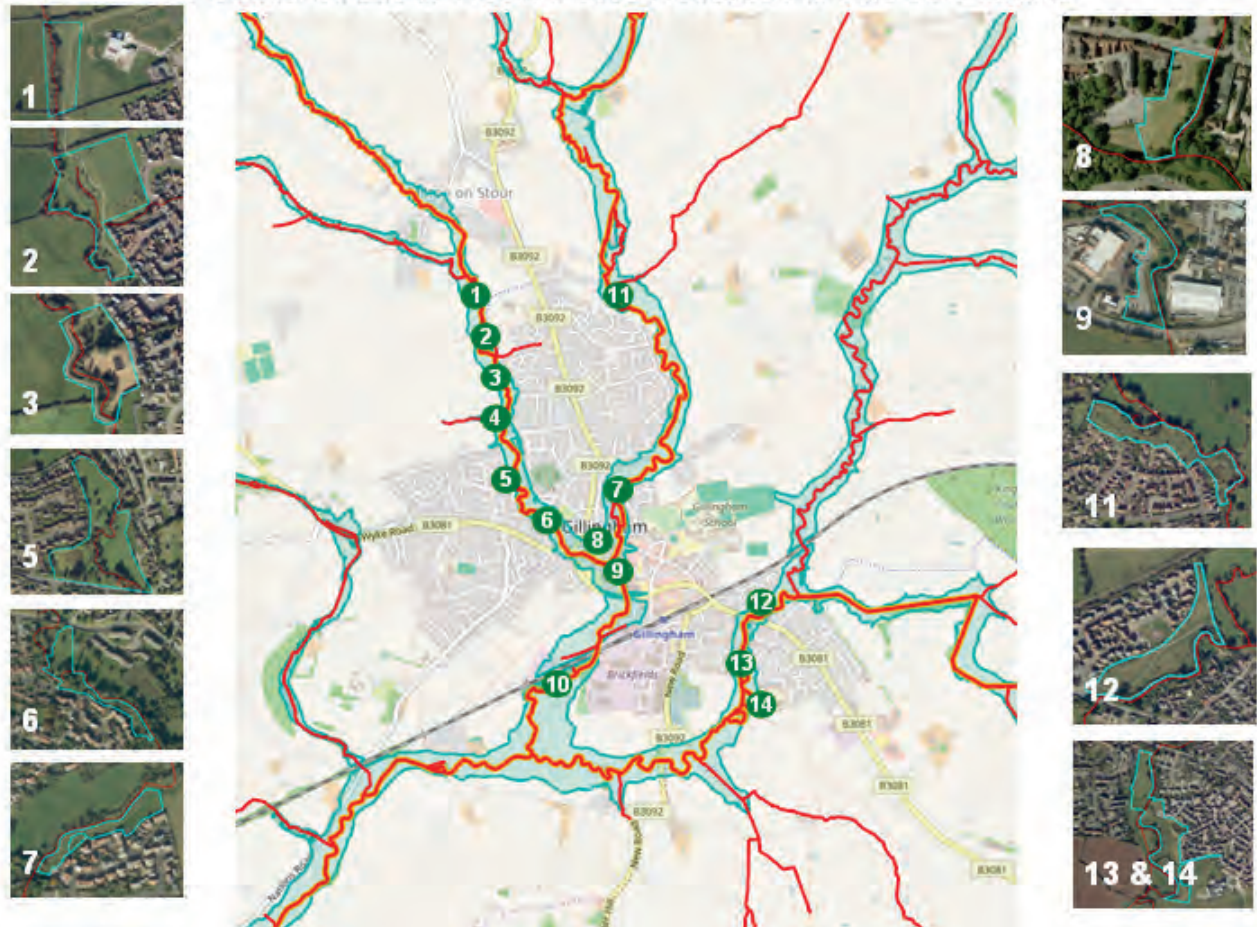 1
2
3
5
6
7
B3092
B3092
on Stour
B3092
1
11
2
B3092
3
B3092
4
B3092
5
7
Gillingham
School
6
Gillingham
Wyke Road
B3081
8
9
12
Gillingham
13
B3081
Brickfields
New Road
10
14
B3081
B3092
B3081
B3092
New Road
8
9
11
12
13 & 14